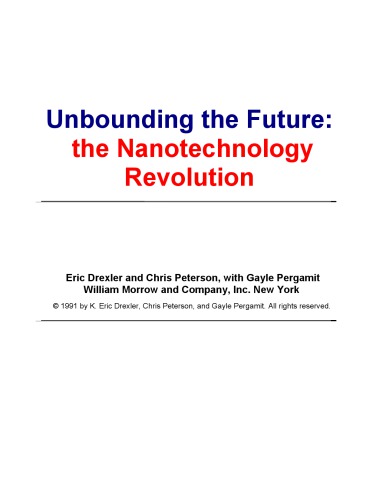 Unbounding the Future:
the Nanotechnology
Revolution
Eric Drexler and Chris Peterson, with Gayle Pergamit
William Morrow and Company, Inc. New York
© 1991 by K. Eric Drexler, Chris Peterson, and Gayle Pergamit. All rights reserved.